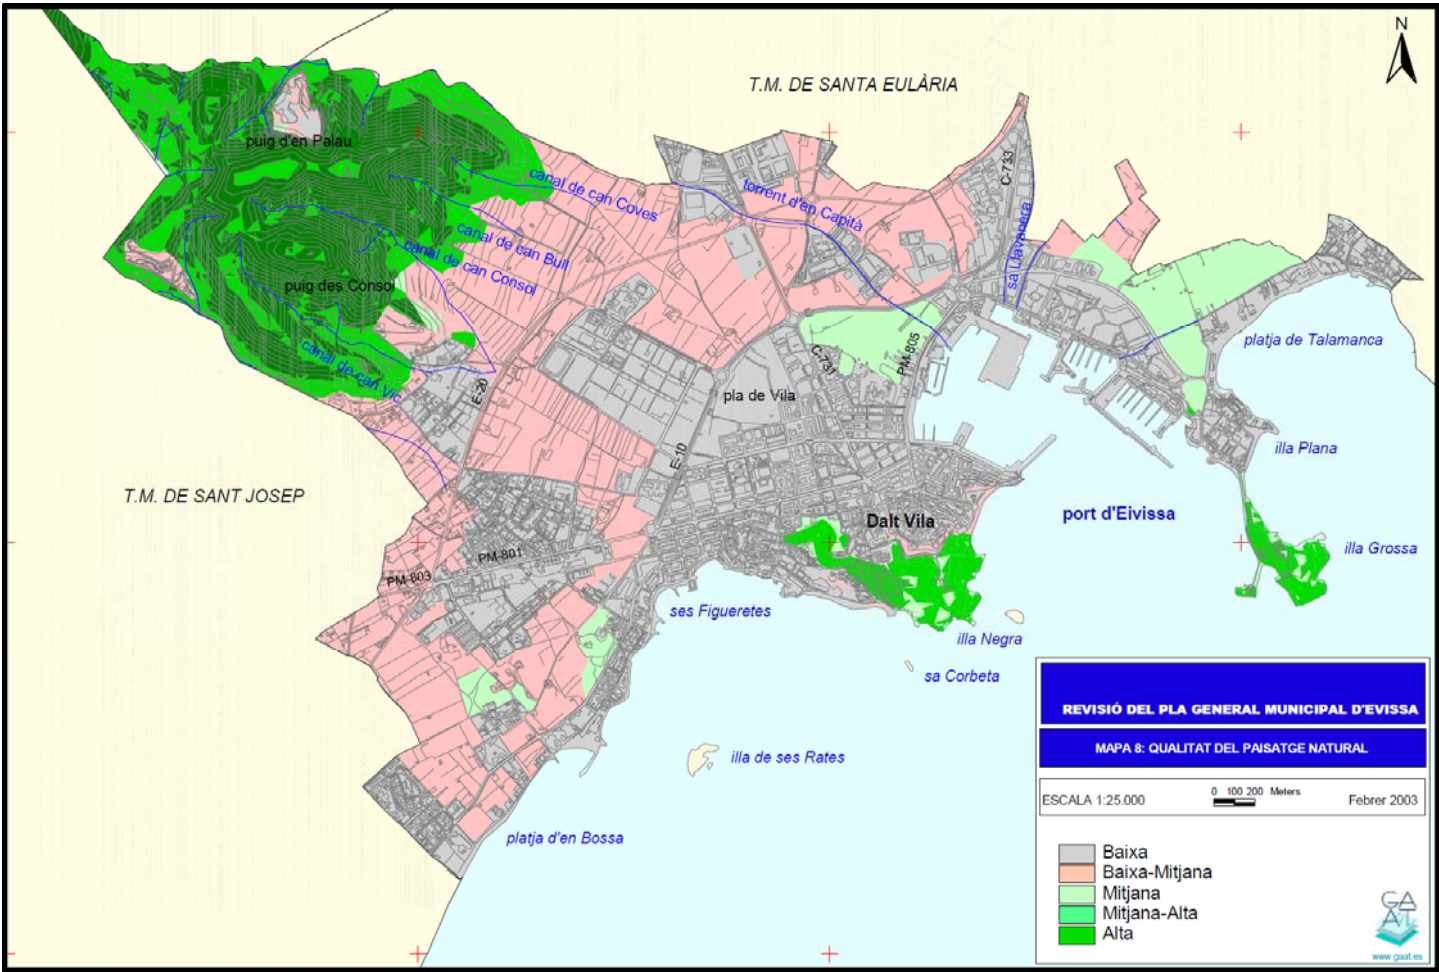 N
T.M. DE SANTA EULÀRIA
puig d'en Palau
C-733
canal de can Coves
torrent d'en Capità
canal de can Bull
sa Llavanera
canal de can Consol
puig des Consol
platja de Talamanca
canal de can Vic
C-731
PM-805
E-20
pla de Vila
E-10
illa Plana
T.M. DE SANT JOSEP
Dalt Vila
port d'Eivissa
illa Grossa
PM-801
PM-803
ses Figueretes
illa Negra
sa Corbeta
illa de ses Rates
platja d'en Bossa
REVISIÓ DEL PLA GENERAL MUNICIPAL D'EVISSA
MAPA 8: QUALITAT DEL PAISATGE NATURAL
ESCALA 1:25.000
0 100 200 Meters
Febrer 2003
Baixa
Baixa-Mitjana
Mitjana
Mitjana-Alta
Alta
GAAT
www.gaat.es